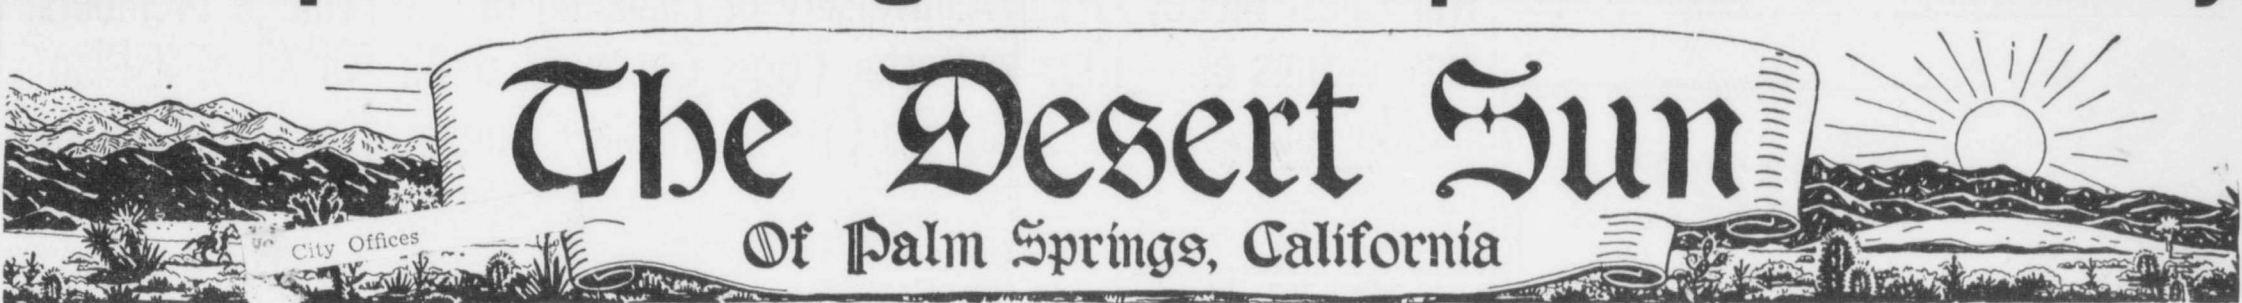 The Desert Sun
Of Palm Springs, California
City Offices